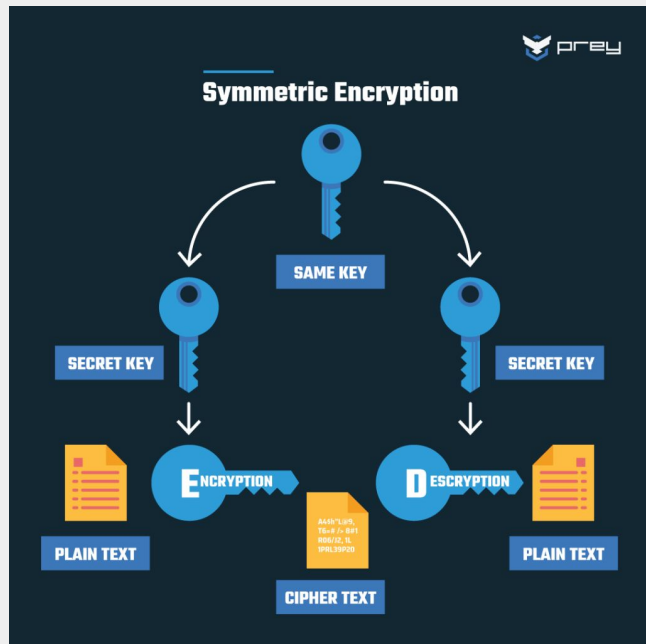 prey
Symmetric Encryption
SAME KEY
SECRET KEY
SECRET KEY
ENCRYPTION
DESCRYPTION
PLAIN TEXT
CIPHER TEXT
PLAIN TEXT